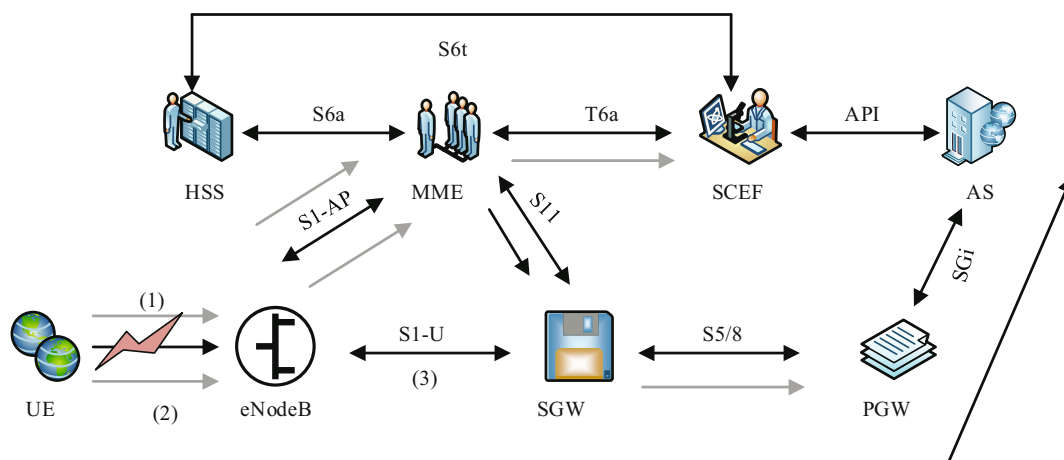 S6t
S6a
T6a
API
HSS
MME
SCEF
AS
S1-AP
S11
SGi
(1)
S1-U
S5/8
(3)
UE
(2)
eNodeB
SGW
PGW